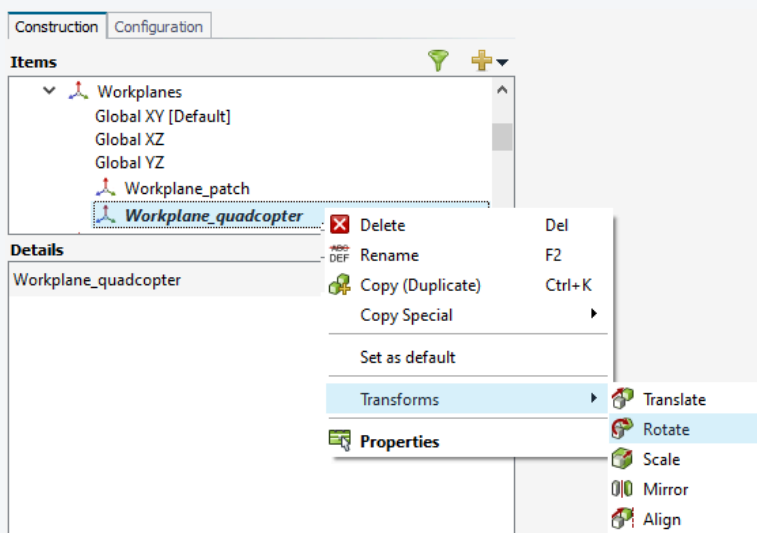 Construction Configuration
Items
Workplanes
Global XY [Default]
Global XZ
Global YZ
Workplane_patch
Workplane_quadcopter
Delete Del
Details
ABC
DEF
Rename F2
Workplane_quadcopter
Copy (Duplicate) Ctrl+K
Copy Special
Set as default
Transforms
Translate
Rotate
Properties
Scale
Mirror
Align